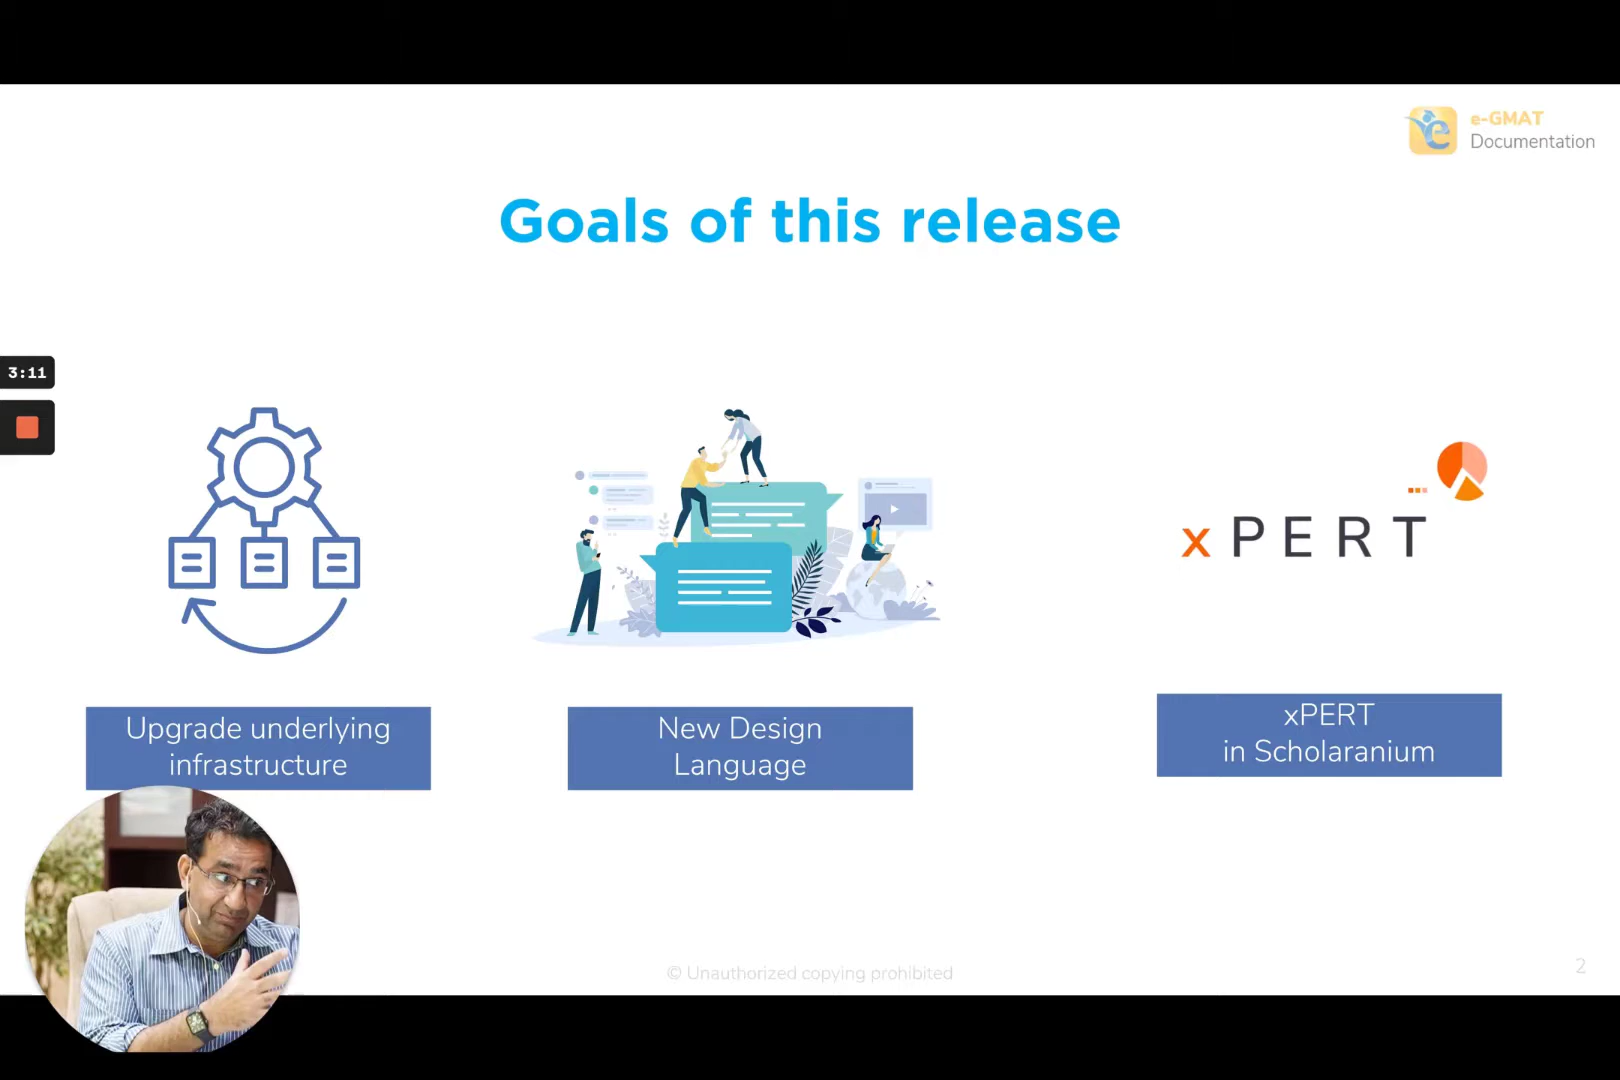 e-GMAT
Documentation
Goals of this release
3:11
xPERT
Upgrade underlying
infrastructure
New Design
Language
xPERT
in Scholaranium
© Unauthorized copying prohibited
2